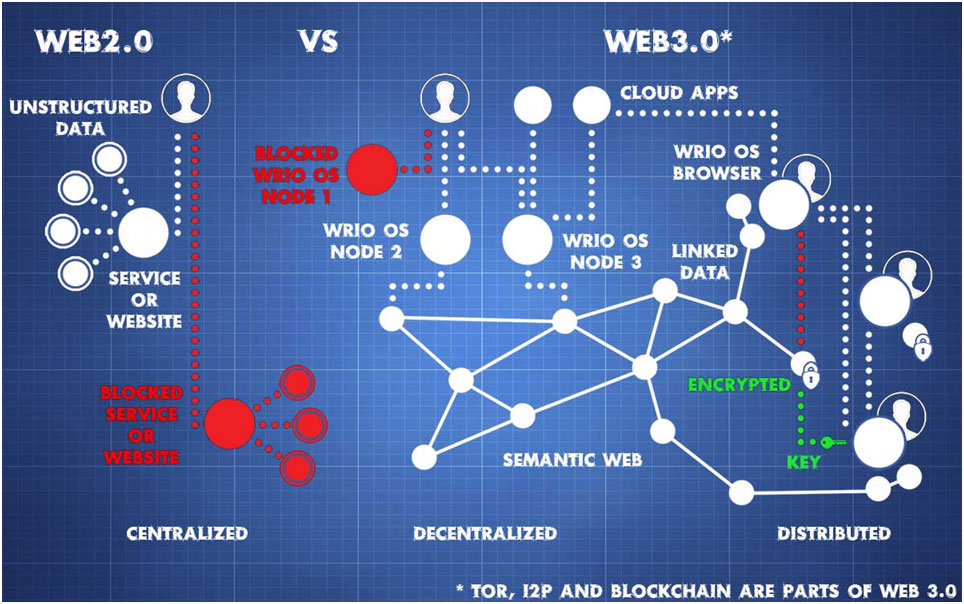 WEB2.0
VS
WEB3.0*
UNSTRUCTURED
DATA
SERVICE
OR
WEBSITE
BLOCKED
SERVICE
OR
WEBSITE
CENTRALIZED
BLOCKED
WRIO OS
NODE 1
WRIO OS
NODE 2
WRIO OS
NODE 3
CLOUD APPS
WRIO OS
BROWSER
LINKED
DATA
ENCRYPTED
KEY
SEMANTIC WEB
DECENTRALIZED
DISTRIBUTED
* TOR, I2P AND BLOCKCHAIN ARE PARTS OF WEB 3.0